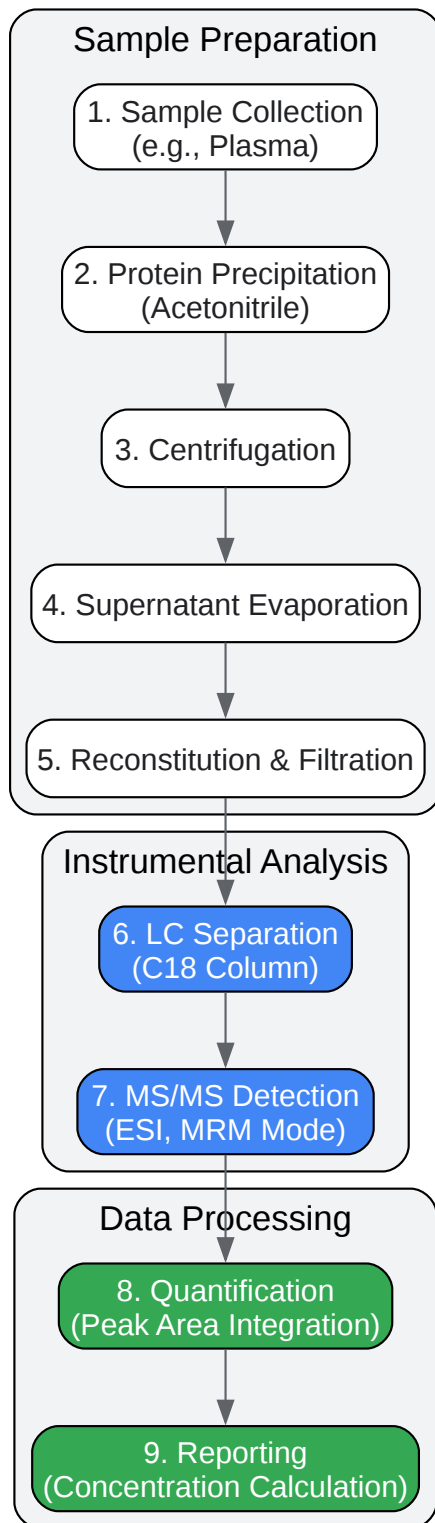 Sample Preparation
1. Sample Collection
(e.g., Plasma)
2. Protein Precipitation
(Acetonitrile)
3. Centrifugation
4. Supernatant Evaporation
5. Reconstitution & Filtration
Instrumental Analysis
6. LC Separation
(C18 Column)
7. MS/MS Detection
(ESI, MRM Mode)
Data Processing
8. Quantification
(Peak Area Integration)
9. Reporting
(Concentration Calculation)